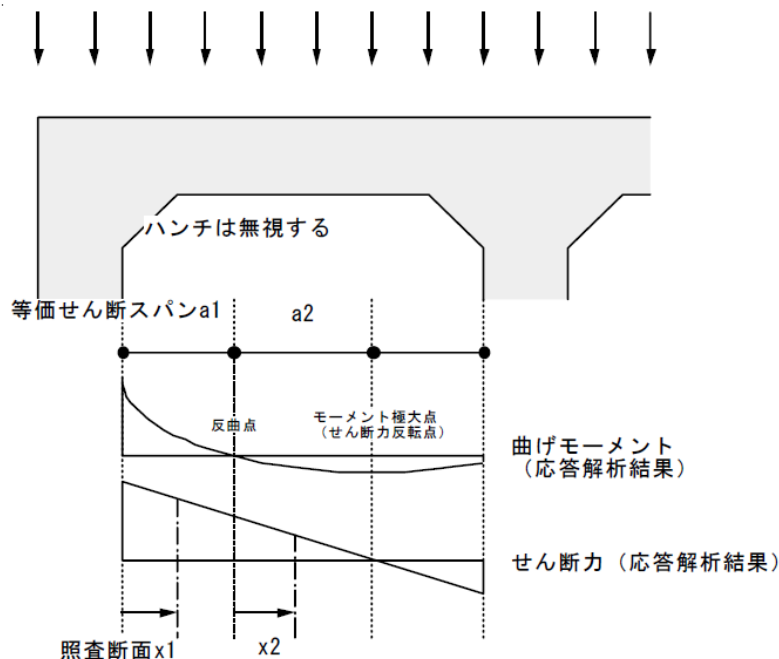 ハンチは無視する
等価せん断スパンa1
a2
反曲点
モーメント極大点
（せん断力反転点）
曲げモーメント
（応答解析結果）
せん断力（応答解析結果）
照査断面x1
x2